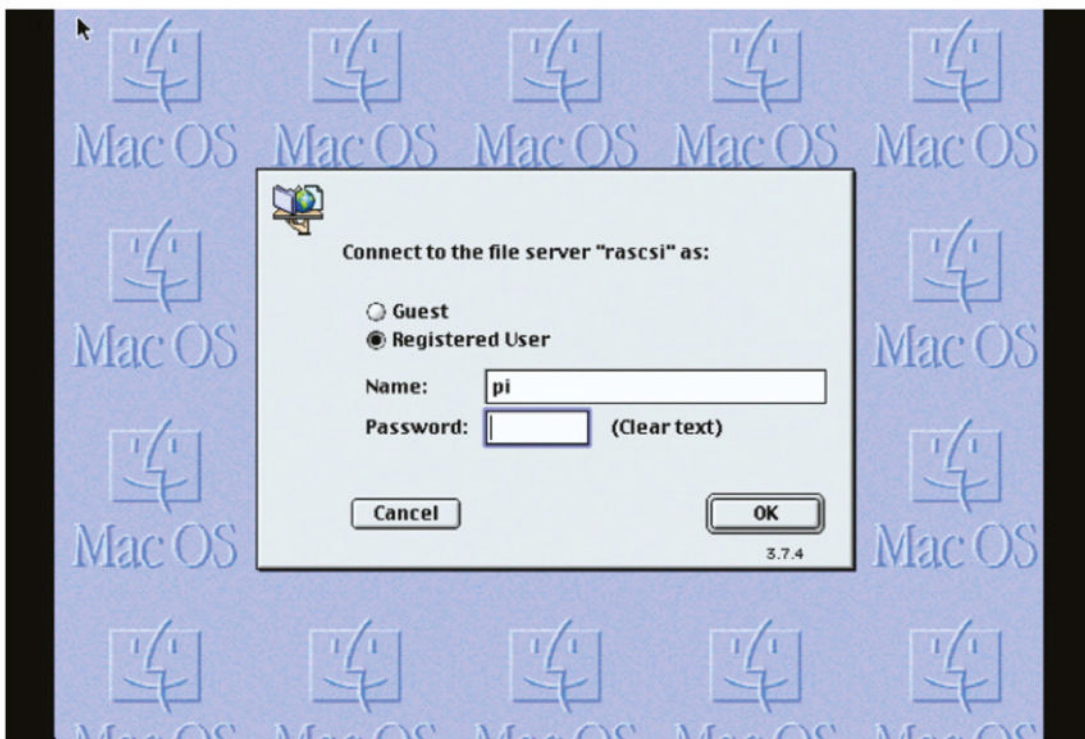 Mac OS Mac OS Mac OS Mac OS Mac OS
Connect to the file server "rascsi" as:
Guest
Registered User
Mac OS Mac OS
Name: pi
Password: (Clear text)
Cancel OK
Mac OS Mac OS
3.7.4
Mac OS Mac OS Mac OS Mac OS Mac OS